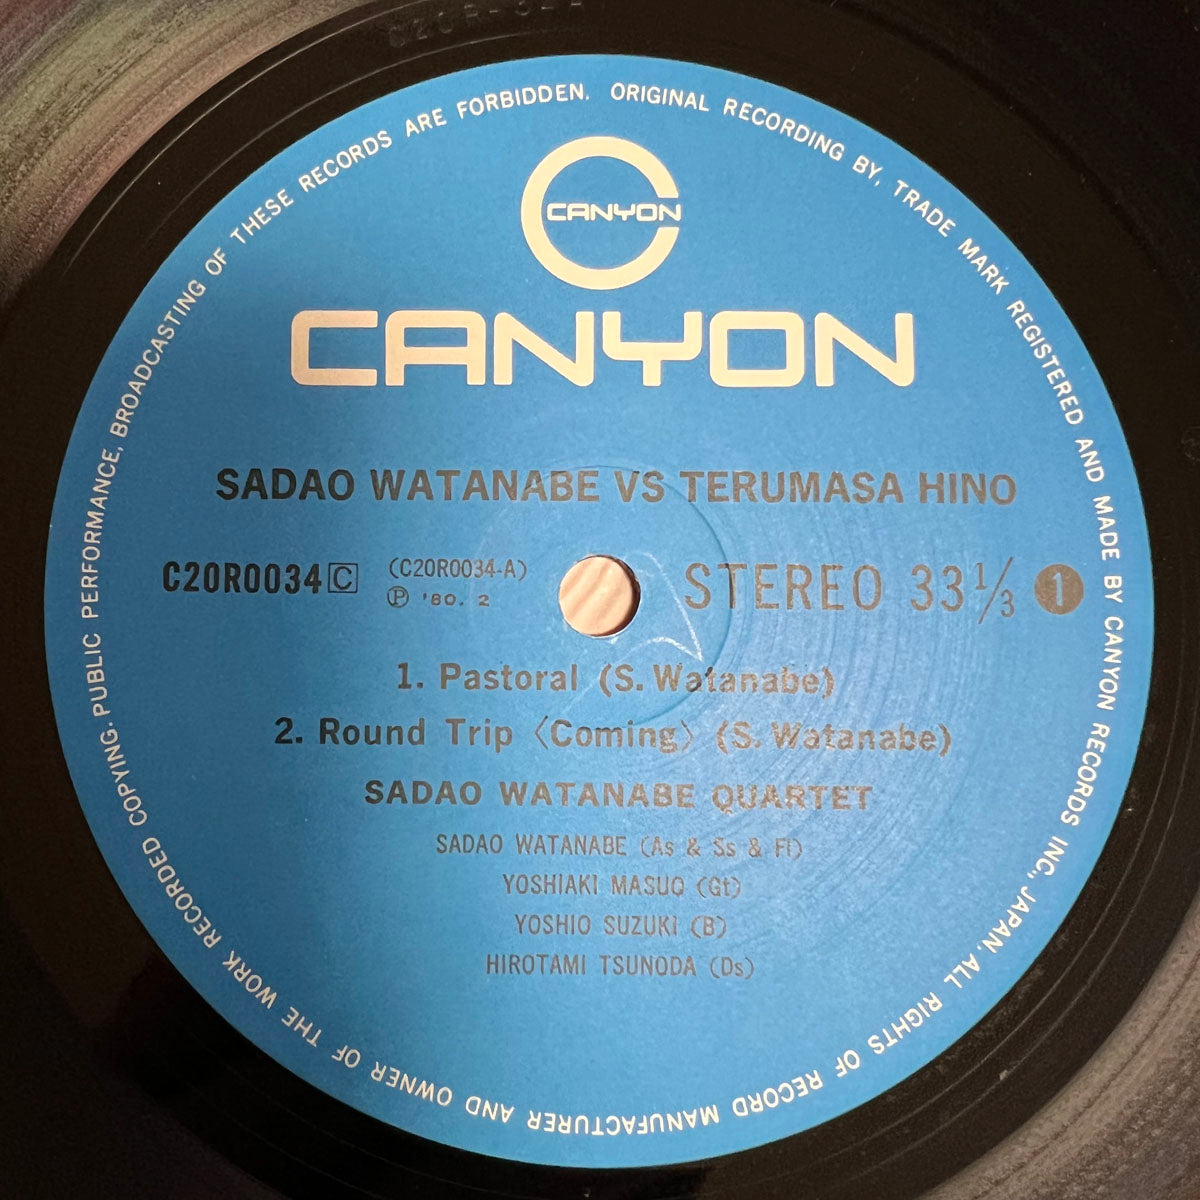 ORIGINAL RECORDING BY, TRADE MARK REGISTERED AND MADE BY CANYON RECORDS INC., JAPAN. ALL RIGHTS OF RECORD MANUFACTURER AND OWNER OF THE WORK RECORDED COPYING. PUBLIC PERFORMANCE, BROADCASTING OF THESE RECORDS ARE FORBIDDEN.
CANYON
CANYON
SADAO WATANABE VS TERUMASA HINO
C20R0034 C (C20R0034-A) STEREO 33 1/3 1
Ⓟ '80. 2
1. Pastoral (S. Watanabe)
2. Round Trip 〈Coming〉 (S. Watanabe)
SADAO WATANABE QUARTET
SADAO WATANABE (As & Ss & Fl)
YOSHIAKI MASUO (Gt)
YOSHIO SUZUKI (B)
HIROTAMI TSUNODA (Ds)